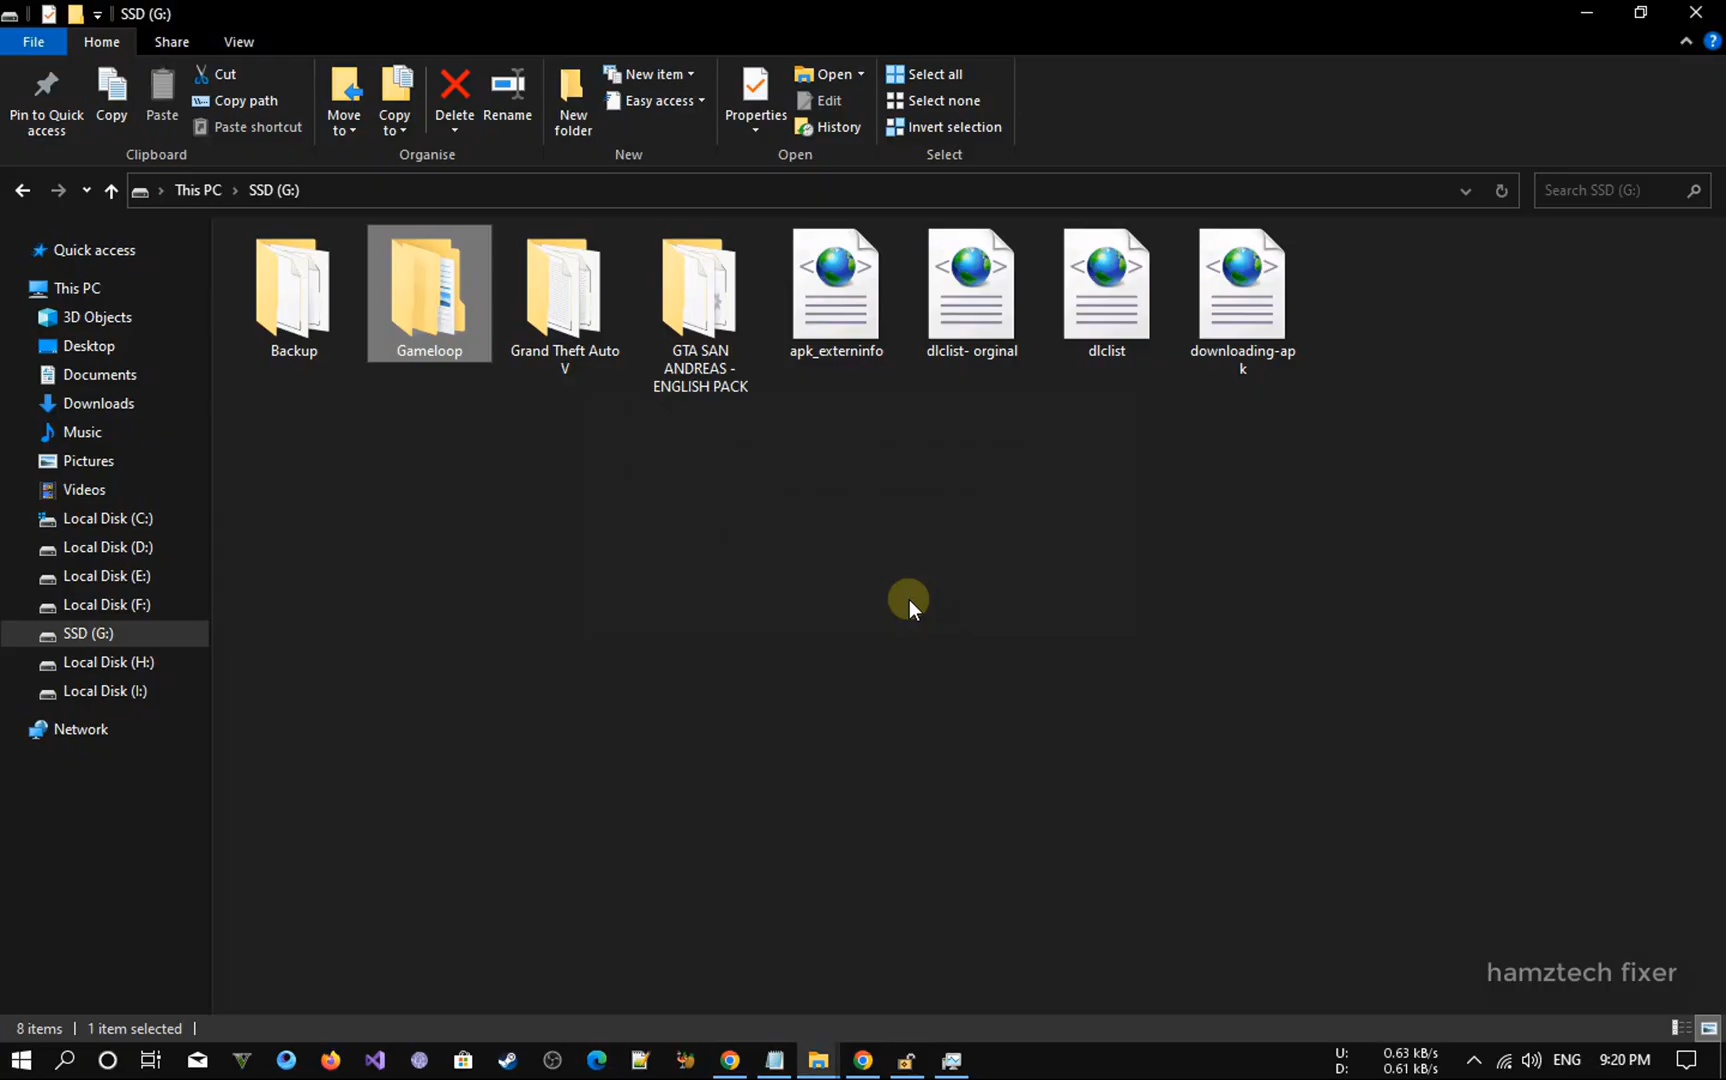 SSD (G:)
File
Home
Share
View
Pin to Quick
access
Copy
Paste
Cut
Copy path
Paste shortcut
Clipboard
Move
to
Copy
to
Delete
Rename
Organise
New
folder
New item
Easy access
New
Properties
Open
Edit
History
Open
Select all
Select none
Invert selection
Select
This PC
SSD (G:)
Search SSD (G:)
Quick access
This PC
3D Objects
Desktop
Documents
Downloads
Music
Pictures
Videos
Local Disk (C:)
Local Disk (D:)
Local Disk (E:)
Local Disk (F:)
SSD (G:)
Local Disk (H:)
Local Disk (I:)
Network
Backup
Gameloop
Grand Theft Auto
V
GTA SAN
ANDREAS -
ENGLISH PACK
apk_externinfo
dlclist- orginal
dlclist
downloading-ap
k
hamztech fixer
8 items
1 item selected
U: 0.63 kB/s
D: 0.61 kB/s
ENG
9:20 PM